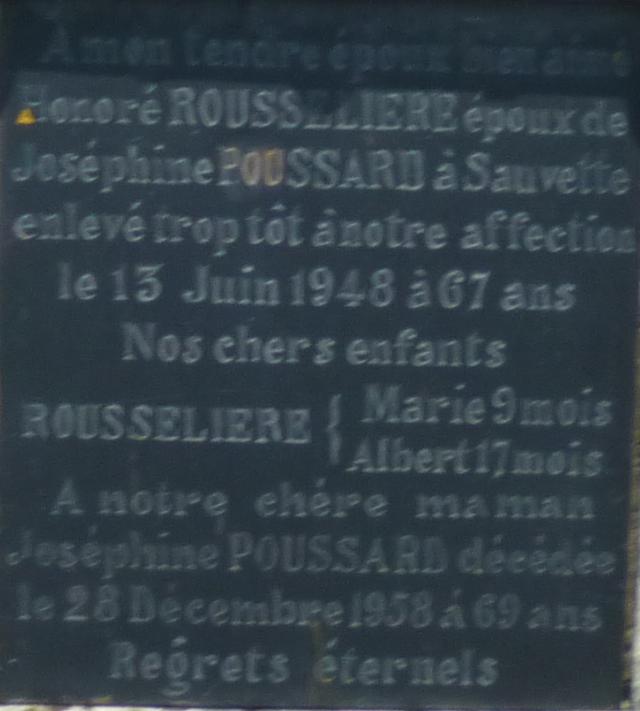 A mon tendre époux bien aimé
Honoré ROUSSELIERE époux de
Joséphine POUSSARD à Sauvette
enlevé trop tôt à notre affection
le 13 Juin 1948 à 67 ans
Nos chers enfants
ROUSSELIERE { Marie 9 mois
Albert 17 mois
A notre chére maman
Joséphine POUSSARD décédée
le 28 Décembre 1958 à 69 ans
Regrets éternels